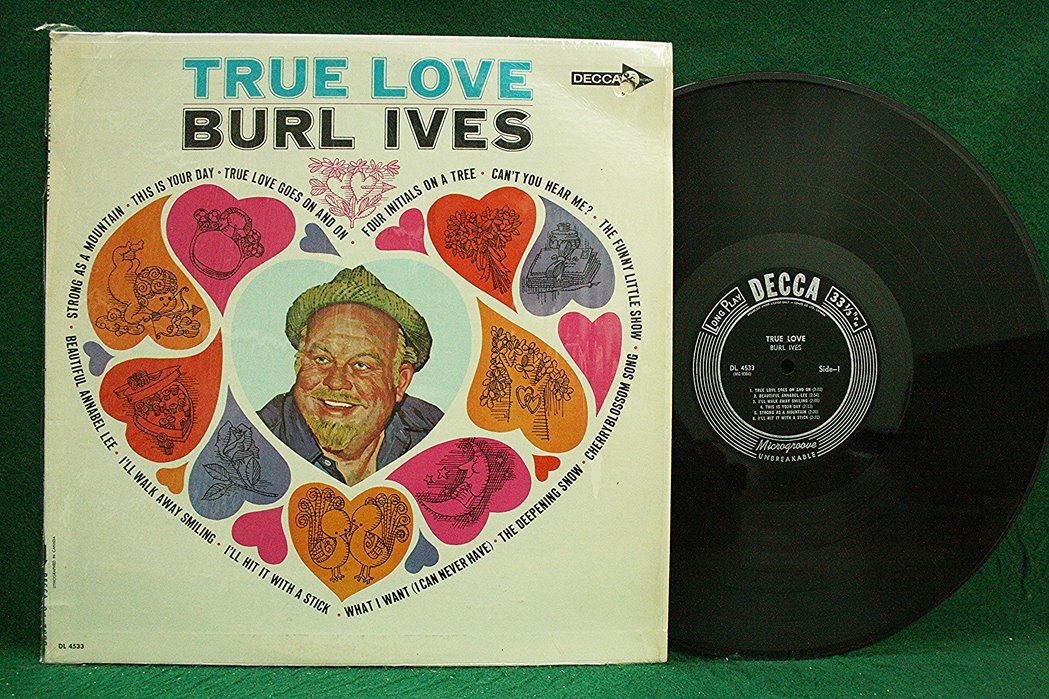 TRUE LOVE
BURL IVES
DECCA
THIS IS YOUR DAY • TRUE LOVE GOES ON AND ON • FOUR INITIALS ON A TREE • CAN'T YOU HEAR ME? • THE FUNNY LITTLE SHOW • CHERRY BLOSSOM SONG • THE DEEPENING SNOW • WHAT I WANT (I CAN NEVER HAVE) • I'LL HIT IT WITH A STICK • I'LL WALK AWAY SMILING • BEAUTIFUL ANNABEL LEE • STRONG AS A MOUNTAIN •
LITHOGRAPHED IN CANADA
DL 4533
LONG PLAY
DECCA
33⅓
TRUE LOVE
BURL IVES
DL 4533
Side-1
1. TRUE LOVE GOES ON AND ON
2. BEAUTIFUL ANNABEL LEE
3. I'LL WALK AWAY SMILING
4. THIS IS YOUR DAY
5. STRONG AS A MOUNTAIN
6. I'LL HIT IT WITH A STICK
Microgroove
UNBREAKABLE